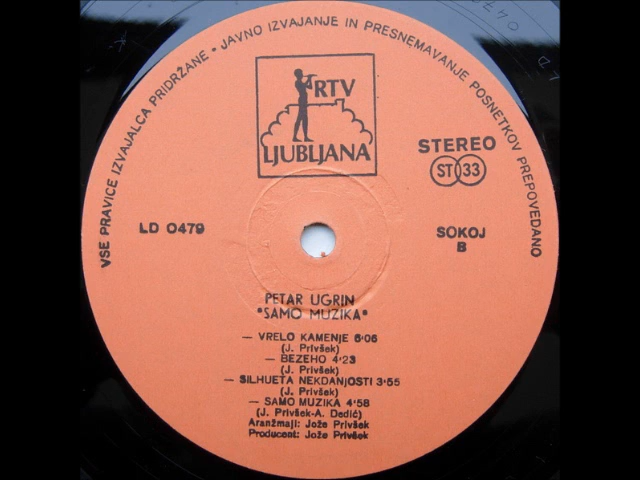 VSE PRAVICE IZVAJALCA PRIDRŽANE • JAVNO IZVAJANJE IN PRESNEMAVANJE POSNETKOV PREPOVEDANO
RTV
LJUBLJANA
STEREO
ST 33
LD 0479
SOKOJ
B
PETAR UGRIN
"SAMO MUZIKA"
— VRELO KAMENJE 6'06
(J. Privšek)
— BEZEHO 4'23
(J. Privšek)
— SILHUETA NEKDANJOSTI 3'55
(J. Privšek)
— SAMO MUZIKA 4'58
(J. Privšek-A. Dedić)
Aranžmaji: Jože Privšek
Producent: Jože Privšek